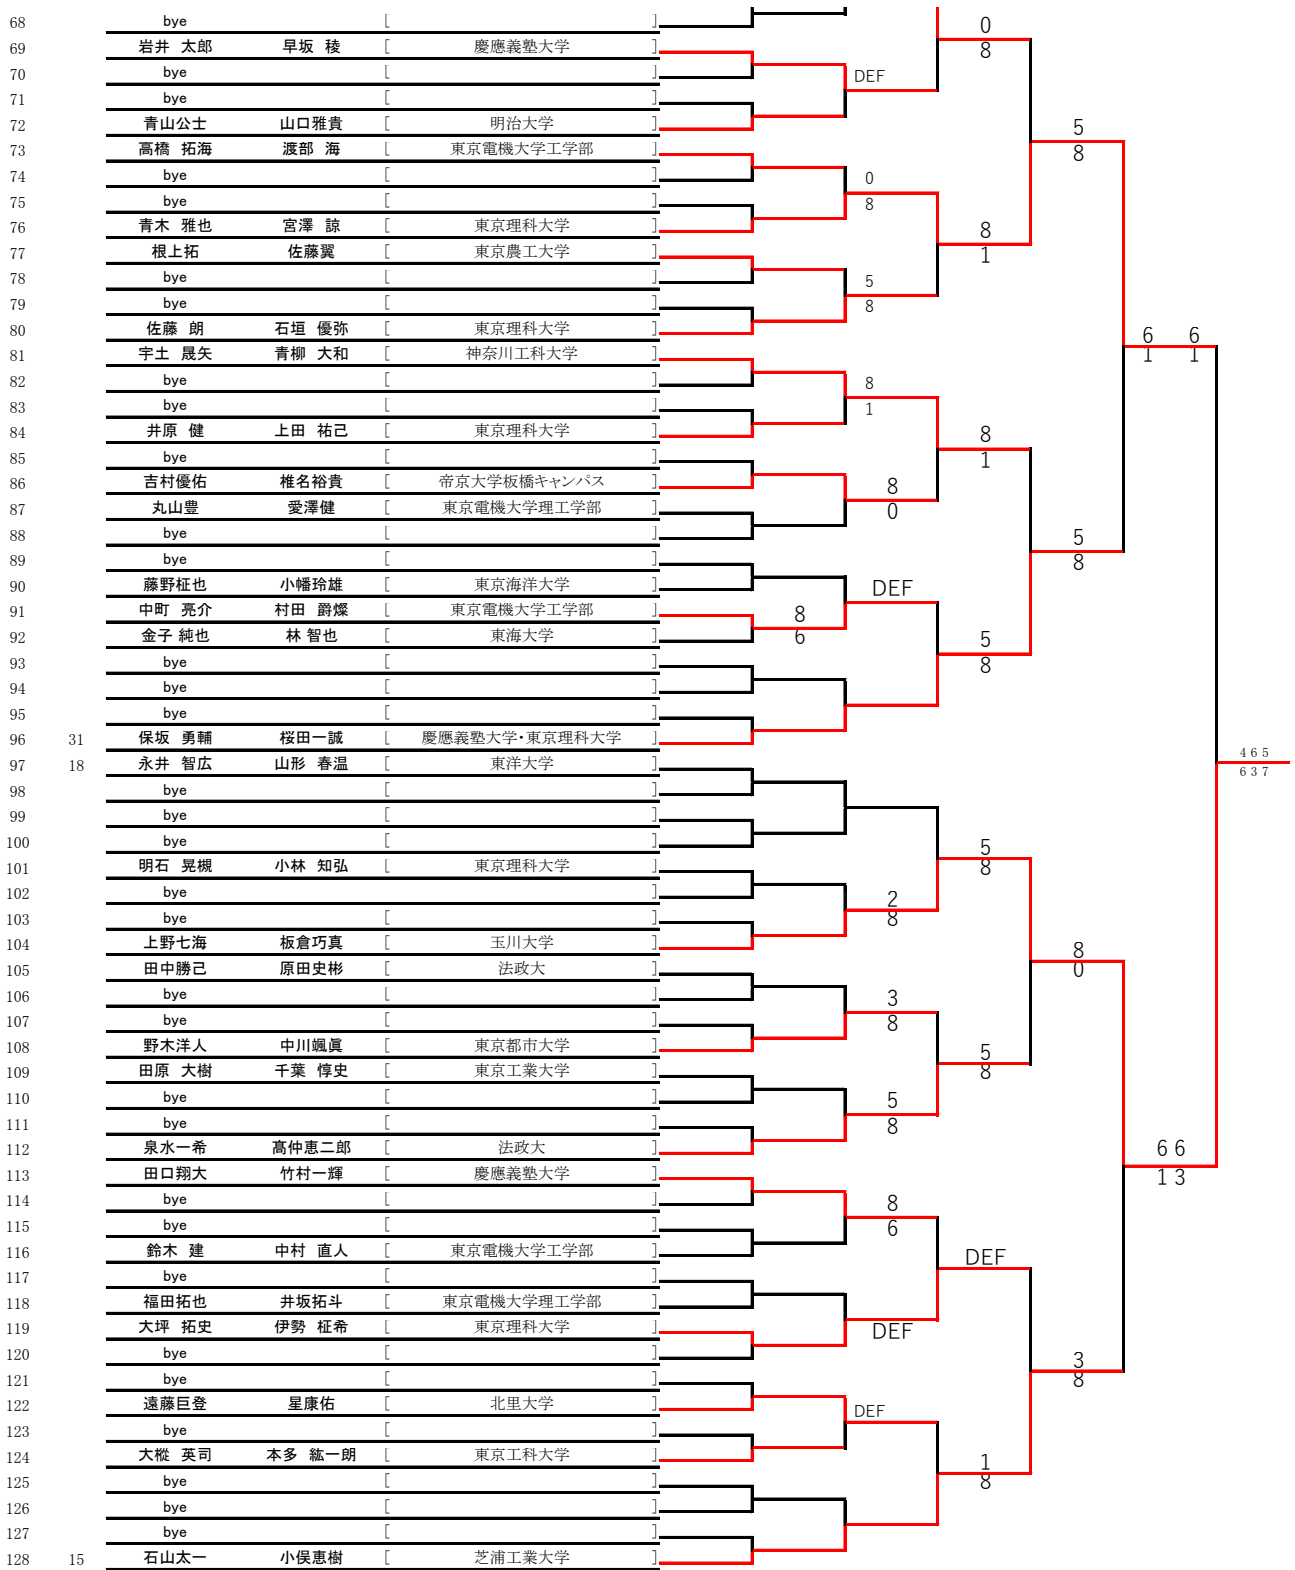 68 bye [ ]
0
69 岩井 太郎 早坂 稜 [ 慶應義塾大学 ]
8
70 bye [ ] DEF
71 bye [ ]
72 青山公士 山口雅貴 [ 明治大学 ]
5
73 高橋 拓海 渡部 海 [ 東京電機大学工学部 ]
8
74 bye [ ] 0
75 bye [ ] 8
76 青木 雅也 宮澤 諒 [ 東京理科大学 ]
8
77 根上拓 佐藤翼 [ 東京農工大学 ]
1
78 bye [ ] 5
79 bye [ ] 8
80 佐藤 朗 石垣 優弥 [ 東京理科大学 ]
6 6
81 宇土 晟矢 青柳 大和 [ 神奈川工科大学 ]
1 1
82 bye [ ] 8
83 bye [ ] 1
84 井原 健 上田 祐己 [ 東京理科大学 ] 8
85 bye [ ] 1
86 吉村優佑 椎名裕貴 [ 帝京大学板橋キャンパス ] 8
87 丸山豊 愛澤健 [ 東京電機大学理工学部 ] 0
88 bye [ ] 5
89 bye [ ] 8
90 藤野柾也 小幡玲雄 [ 東京海洋大学 ] DEF
91 中町 亮介 村田 爵燦 [ 東京電機大学工学部 ] 8
92 金子 純也 林 智也 [ 東海大学 ] 6 5
93 bye [ ] 8
94 bye [ ]
95 bye [ ]
96 31 保坂 勇輔 桜田一誠 [ 慶應義塾大学・東京理科大学 ]
4 6 5
97 18 永井 智広 山形 春温 [ 東洋大学 ]
6 3 7
98 bye [ ]
99 bye [ ]
100 bye [ ] 5
101 明石 晃槻 小林 知弘 [ 東京理科大学 ] 8
102 bye ] 2
103 bye [ ] 8
104 上野七海 板倉巧真 [ 玉川大学 ] 8
105 田中勝己 原田史彬 [ 法政大 ] 0
106 bye [ ] 3
107 bye [ ] 8
108 野木洋人 中川颯眞 [ 東京都市大学 ] 5
109 田原 大樹 千葉 惇史 [ 東京工業大学 ] 8
110 bye [ ] 5
111 bye [ ] 8
112 泉水一希 髙仲恵二郎 [ 法政大 ] 6 6
113 田口翔大 竹村一輝 [ 慶應義塾大学 ] 1 3
114 bye [ ] 8
115 bye [ ] 6
116 鈴木 建 中村 直人 [ 東京電機大学工学部 ] DEF
117 bye [ ]
118 福田拓也 井坂拓斗 [ 東京電機大学理工学部 ]
119 大坪 拓史 伊勢 柾希 [ 東京理科大学 ] DEF
120 bye [ ] 3
121 bye [ ] 8
122 遠藤巨登 星康佑 [ 北里大学 ] DEF
123 bye [ ]
124 大樅 英司 本多 紘一朗 [ 東京工科大学 ] 1
125 bye [ ] 8
126 bye [ ]
127 bye [ ]
128 15 石山太一 小俣恵樹 [ 芝浦工業大学 ]